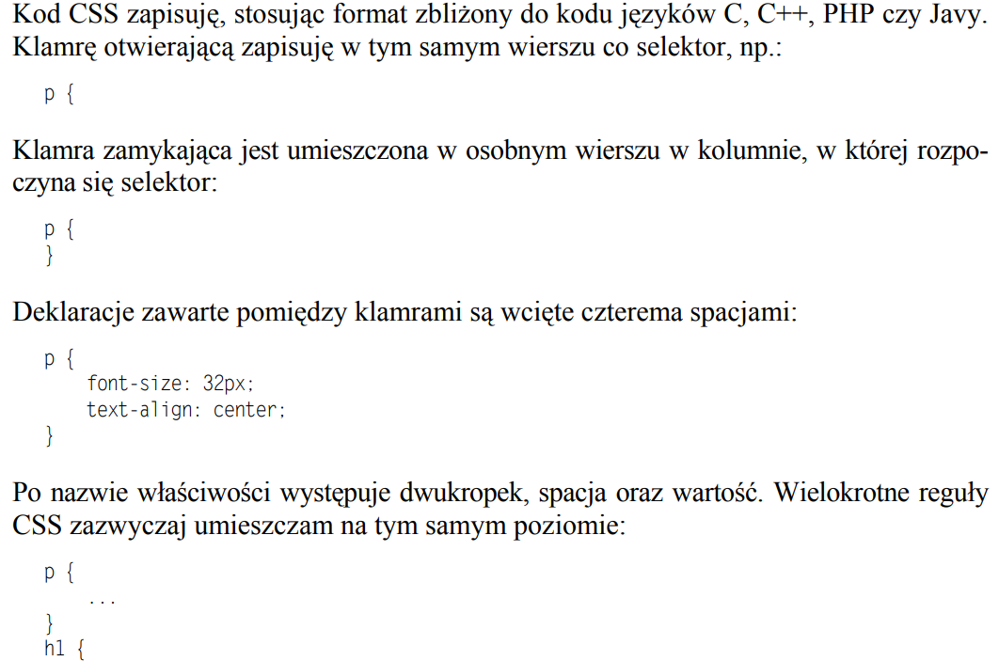 Kod CSS zapisuję, stosując format zbliżony do kodu języków C, C++, PHP czy Javy.
Klamrę otwierającą zapisuję w tym samym wierszu co selektor, np.:
p {
Klamra zamykająca jest umieszczona w osobnym wierszu w kolumnie, w której rozpo-
czyna się selektor:
p {
}
Deklaracje zawarte pomiędzy klamrami są wcięte czterema spacjami:
p {
    font-size: 32px;
    text-align: center;
}
Po nazwie właściwości występuje dwukropek, spacja oraz wartość. Wielokrotne reguły
CSS zazwyczaj umieszczam na tym samym poziomie:
p {
    ...
}
h1 {